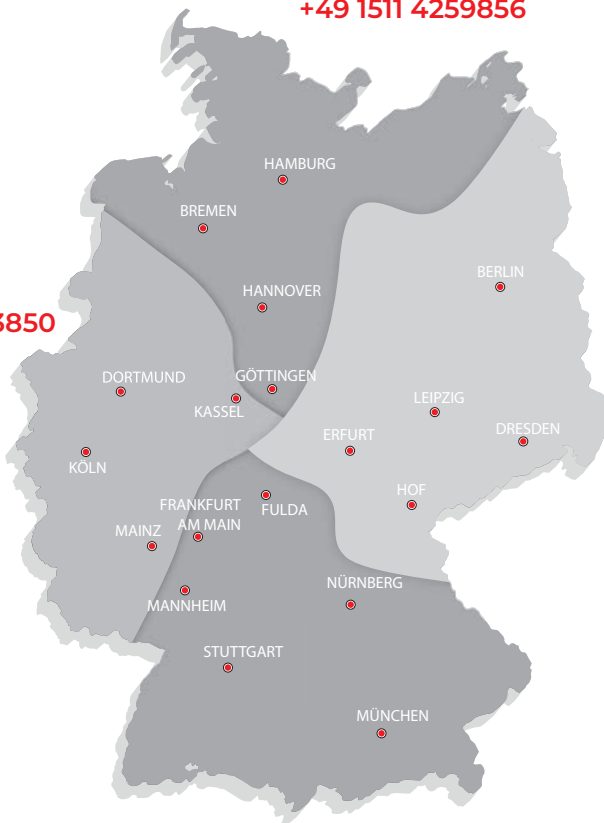 +49 1511 4259856
HAMBURG
BREMEN
BERLIN
HANNOVER
3850
DORTMUND
GÖTTINGEN
KASSEL
LEIPZIG
ERFURT
DRESDEN
KÖLN
HOF
FRANKFURT
AM MAIN
FULDA
MAINZ
NÜRNBERG
MANNHEIM
STUTTGART
MÜNCHEN